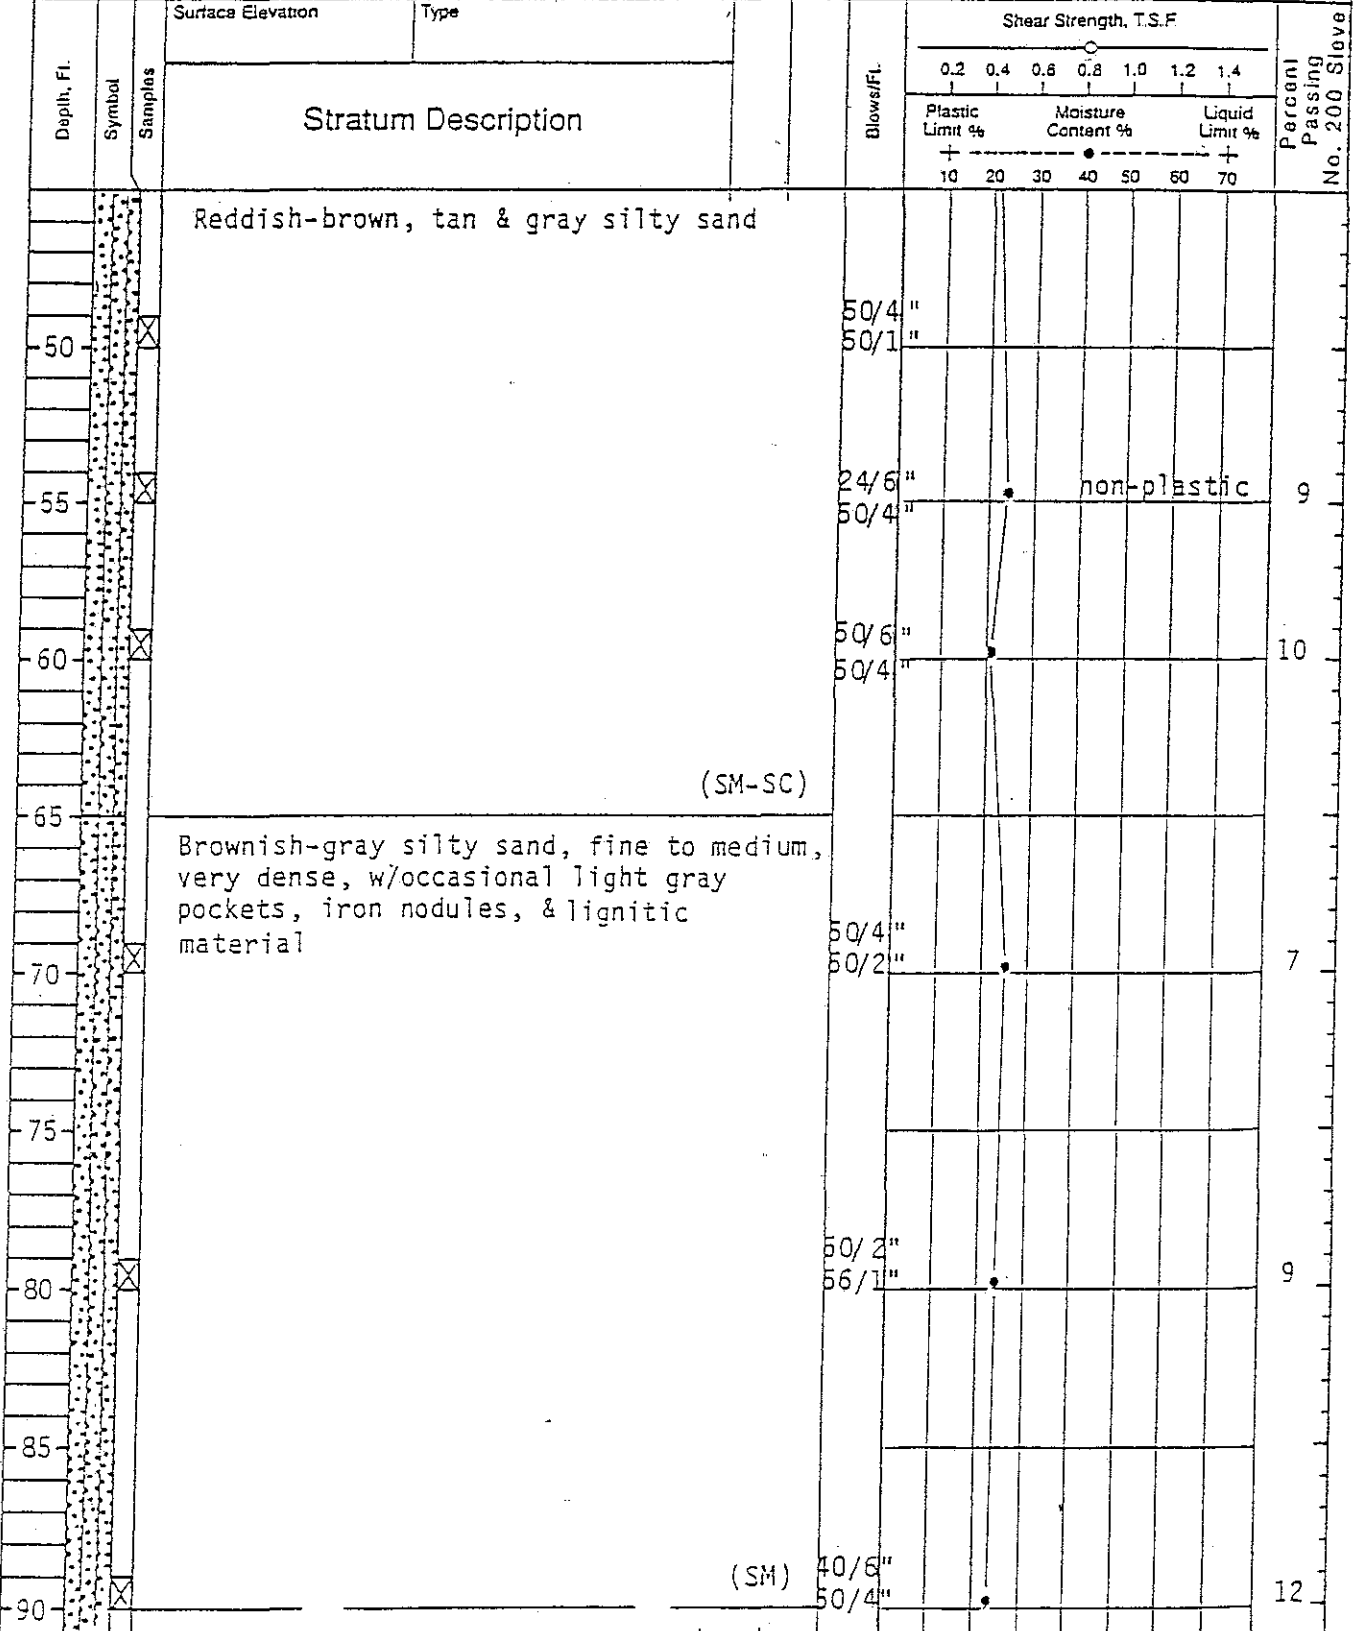 Surface Elevation
Type
Depth, Ft.
Symbol
Samples
Stratum Description
Blows/Ft.
Shear Strength, T.S.F.
0.2 0.4 0.6 0.8 1.0 1.2 1.4
Plastic Limit %
Moisture Content %
Liquid Limit %
10 20 30 40 50 60 70
Percent Passing No. 200 Sieve
Reddish-brown, tan & gray silty sand
50/4"
50
50/1"
24/6"
non-plastic
9
55
50/4"
50/6"
10
60
50/4"
(SM-SC)
65
Brownish-gray silty sand, fine to medium,
very dense, w/occasional light gray
pockets, iron nodules, & lignitic
material
50/4"
70
50/2"
7
75
50/2"
80
66/1"
9
85
(SM)
40/6"
90
50/4"
12